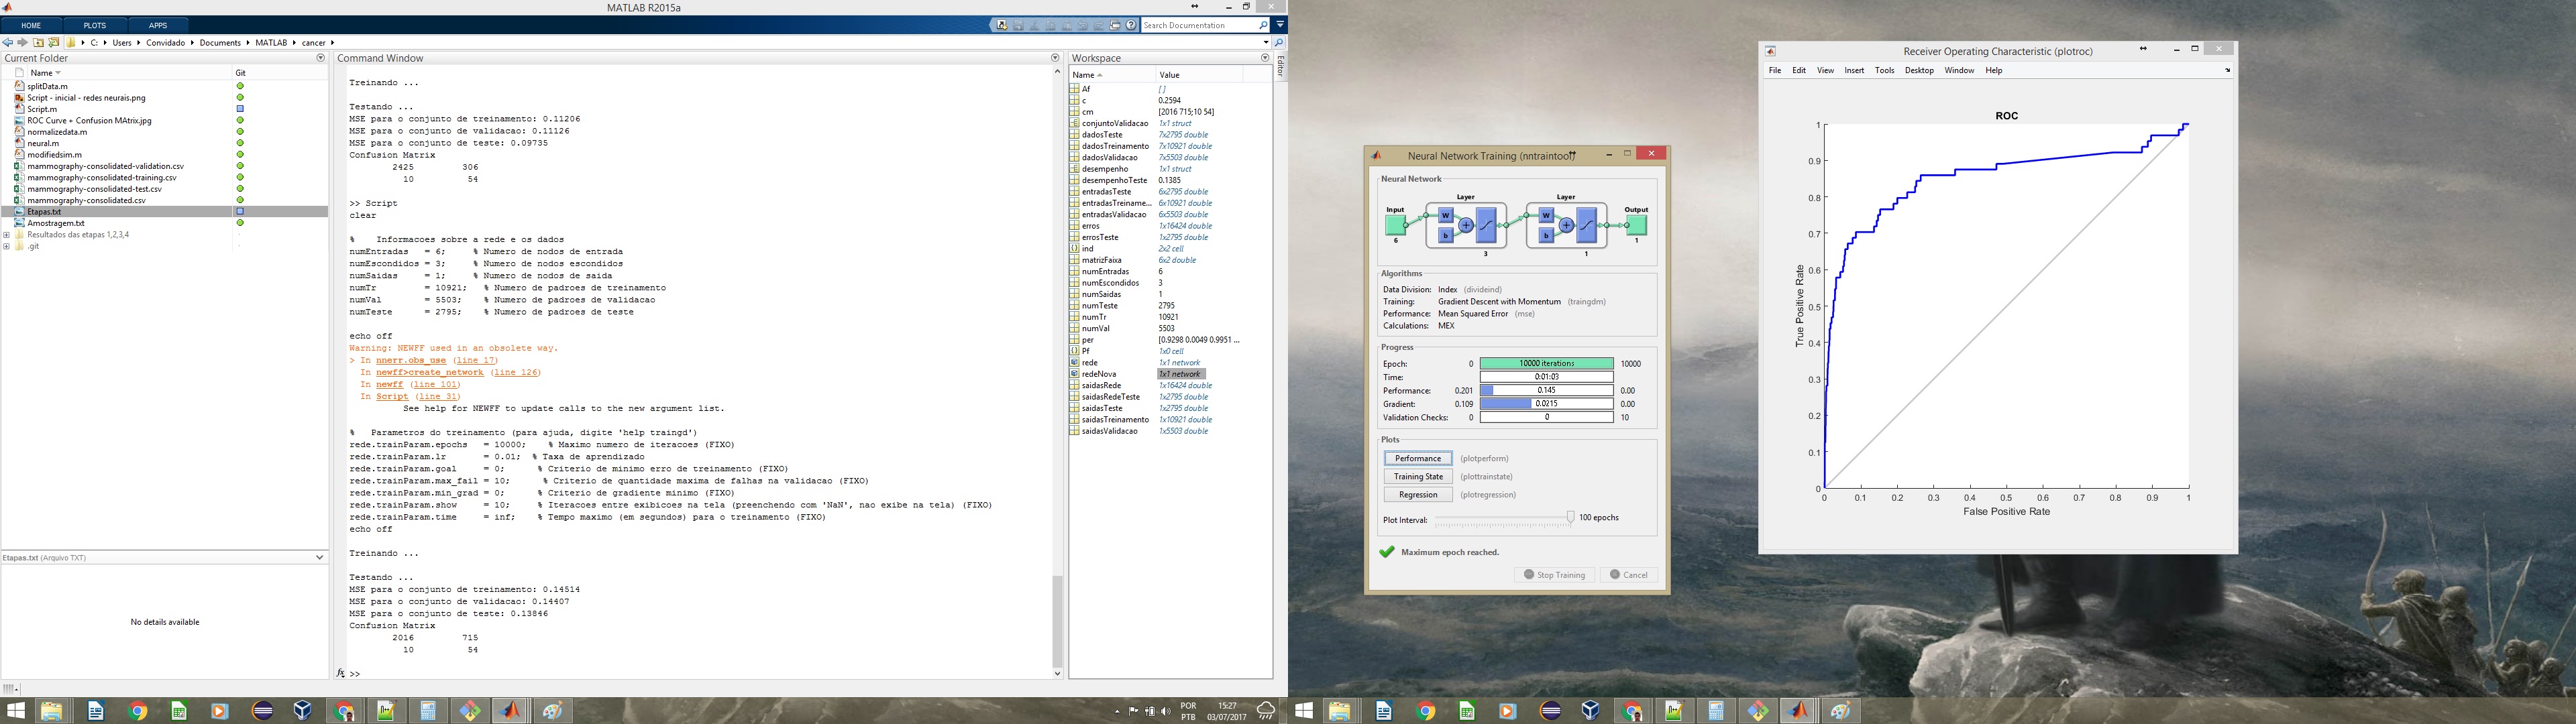 MATLAB R2015a
HOME
PLOTS
APPS
Search Documentation
C: Users Convidado Documents MATLAB cancer
Current Folder
Name
Git
splitData.m
Script - inicial - redes neurais.png
Script.m
ROC Curve + Confusion MAtrix.jpg
normalizedata.m
neural.m
modifiedsim.m
mammography-consolidated-validation.csv
mammography-consolidated-training.csv
mammography-consolidated-test.csv
mammography-consolidated.csv
Etapas.txt
Amostragem.txt
Resultados das etapas 1,2,3,4
.git
Etapas.txt (Arquivo TXT)
No details available
Command Window
Treinando ...
Testando ...
MSE para o conjunto de treinamento: 0.11206
MSE para o conjunto de validacao: 0.11126
MSE para o conjunto de teste: 0.09735
Confusion Matrix
2425 306
10 54
>> Script
clear
% Informacoes sobre a rede e os dados
numEntradas = 6; % Numero de nodos de entrada
numEscondidos = 3; % Numero de nodos escondidos
numSaidas = 1; % Numero de nodos de saida
numTr = 10921; % Numero de padroes de treinamento
numVal = 5503; % Numero de padroes de validacao
numTeste = 2795; % Numero de padroes de teste
echo off
Warning: NEWFF used in an obsolete way.
> In nnerr.obs_use (line 17)
In newff>create_network (line 126)
In newff (line 101)
In Script (line 31)
See help for NEWFF to update calls to the new argument list.
% Parametros do treinamento (para ajuda, digite 'help traingd')
rede.trainParam.epochs = 10000; % Maximo numero de iteracoes (FIXO)
rede.trainParam.lr = 0.01; % Taxa de aprendizado
rede.trainParam.goal = 0; % Criterio de minimo erro de treinamento (FIXO)
rede.trainParam.max_fail = 10; % Criterio de quantidade maxima de falhas na validacao (FIXO)
rede.trainParam.min_grad = 0; % Criterio de gradiente minimo (FIXO)
rede.trainParam.show = 10; % Iteracoes entre exibicoes na tela (preenchendo com 'NaN', nao exibe na tela) (FIXO)
rede.trainParam.time = inf; % Tempo maximo (em segundos) para o treinamento (FIXO)
echo off
Treinando ...
Testando ...
MSE para o conjunto de treinamento: 0.14514
MSE para o conjunto de validacao: 0.14407
MSE para o conjunto de teste: 0.13846
Confusion Matrix
2016 715
10 54
fx >>
Workspace
Editor
Name Value
Af []
c 0.2594
cm [2016 715;10 54]
conjuntoValidacao 1x1 struct
dadosTeste 7x2795 double
dadosTreinamento 7x10921 double
dadosValidacao 7x5503 double
desempenho 1x1 struct
desempenhoTeste 0.1385
entradasTeste 6x2795 double
entradasTreiname... 6x10921 double
entradasValidacao 6x5503 double
erros 1x16424 double
errosTeste 1x2795 double
ind 2x2 cell
matrizFaixa 6x2 double
numEntradas 6
numEscondidos 3
numSaidas 1
numTeste 2795
numTr 10921
numVal 5503
per [0.9298 0.0049 0.9951 ...
Pf 1x0 cell
rede 1x1 network
redeNova 1x1 network
saidasRede 1x16424 double
saidasRedeTeste 1x2795 double
saidasTeste 1x2795 double
saidasTreinamento 1x10921 double
saidasValidacao 1x5503 double
POR
PTB
15:27
03/07/2017
Neural Network Training (nntraintool)
Neural Network
Layer
Layer
Input
W
b
W
b
Output
6
3
1
1
Algorithms
Data Division: Index (divideind)
Training: Gradient Descent with Momentum (traingdm)
Performance: Mean Squared Error (mse)
Calculations: MEX
Progress
Epoch: 0 10000 iterations 10000
Time: 0:01:03
Performance: 0.201 0.145 0.00
Gradient: 0.109 0.0215 0.00
Validation Checks: 0 0 10
Plots
Performance (plotperform)
Training State (plottrainstate)
Regression (plotregression)
Plot Interval: 100 epochs
Maximum epoch reached.
Stop Training
Cancel
Receiver Operating Characteristic (plotroc)
File Edit View Insert Tools Desktop Window Help
ROC
1
0.9
0.8
0.7
0.6
0.5
0.4
0.3
0.2
0.1
0
True Positive Rate
0 0.1 0.2 0.3 0.4 0.5 0.6 0.7 0.8 0.9 1
False Positive Rate